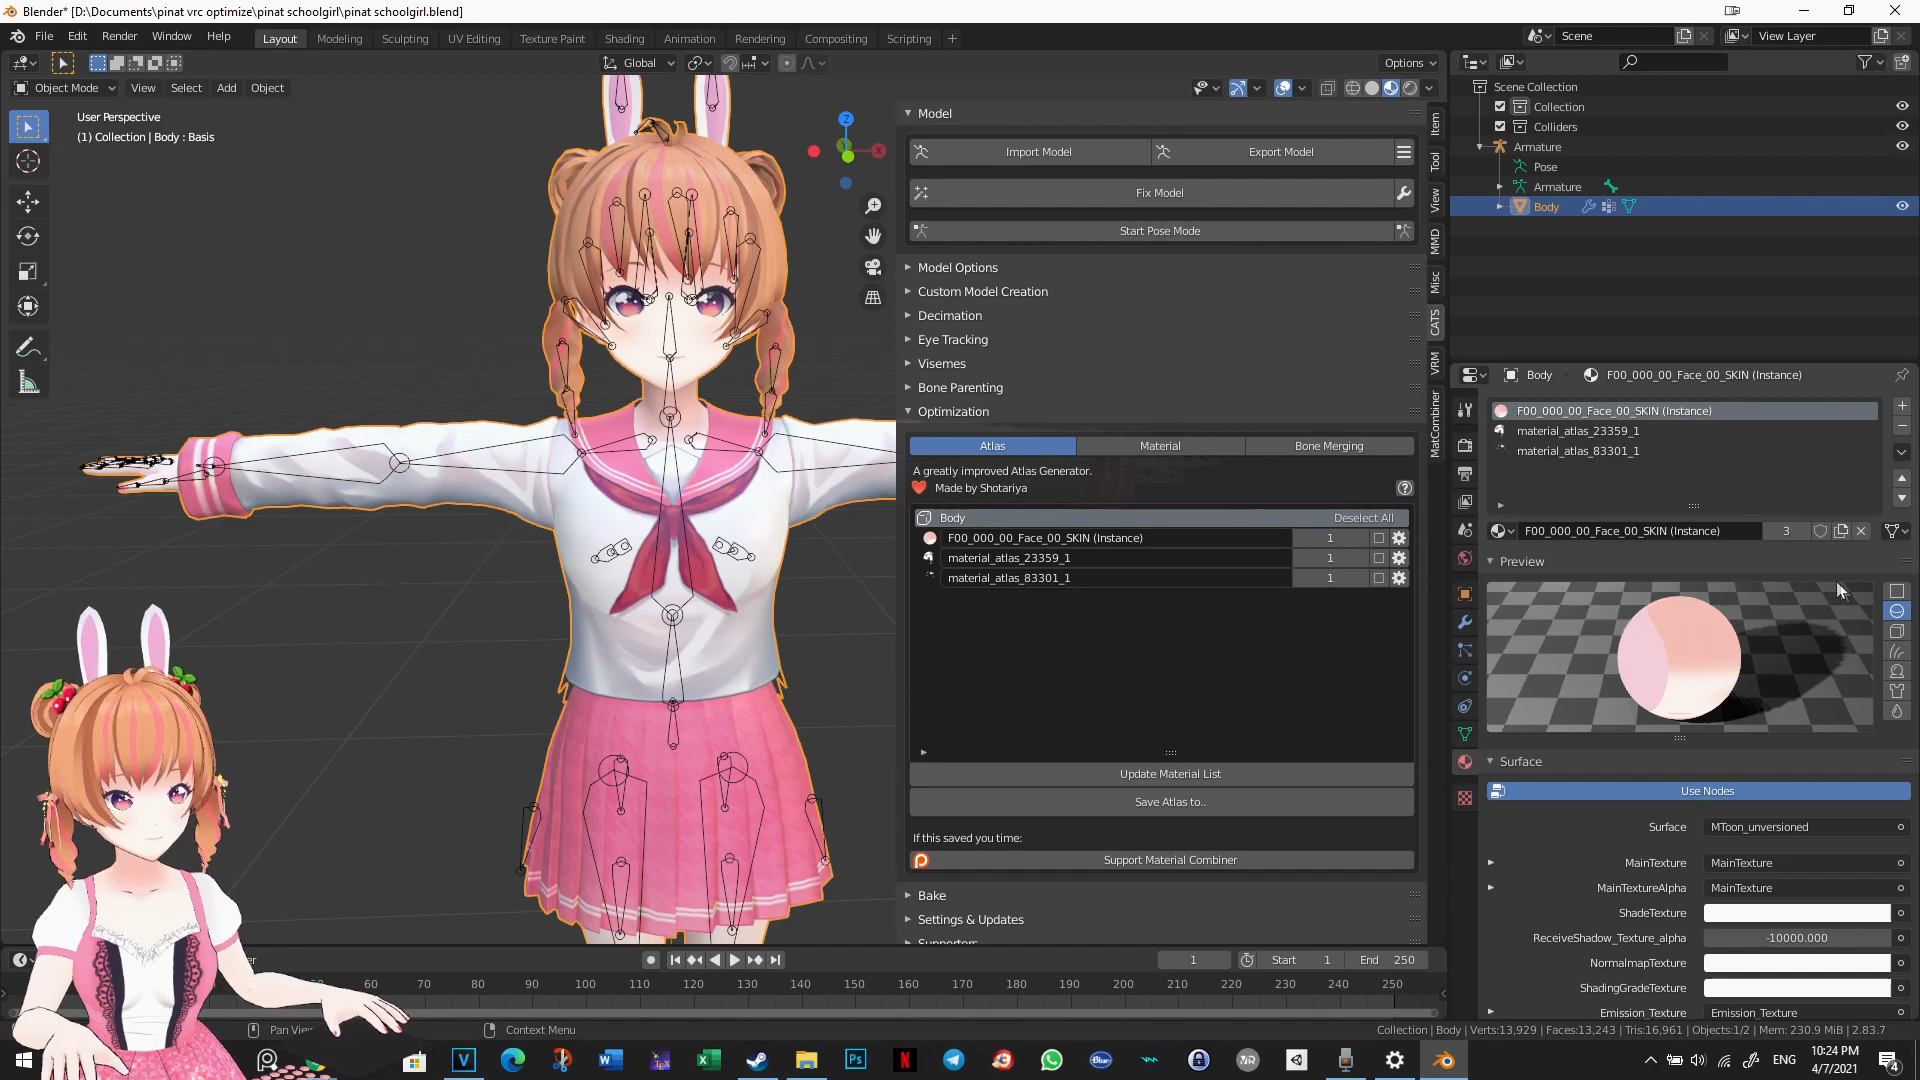 Blender* [D:\Documents\pinat vrc optimize\pinat schoolgirl\pinat schoolgirl.blend]
File Edit Render Window Help Layout Modeling Sculpting UV Editing Texture Paint Shading Animation Rendering Compositing Scripting Scene View Layer
Global Options
Object Mode View Select Add Object
User Perspective
(1) Collection | Body : Basis
Z
X
Model
Import Model Export Model
Fix Model
Start Pose Mode
Model Options
Custom Model Creation
Decimation
Eye Tracking
Visemes
Bone Parenting
Optimization
Atlas Material Bone Merging
A greatly improved Atlas Generator.
Made by Shotariya
Body Deselect All
F00_000_00_Face_00_SKIN (Instance) 1
material_atlas_23359_1 1
material_atlas_83301_1 1
Update Material List
Save Atlas to..
If this saved you time:
Support Material Combiner
Bake
Settings & Updates
Item
Tool
View
MMD
Misc
CATS
VRM
MatCombiner
Scene Collection
Collection
Colliders
Armature
Pose
Armature
Body
Body F00_000_00_Face_00_SKIN (Instance)
F00_000_00_Face_00_SKIN (Instance)
material_atlas_23359_1
material_atlas_83301_1
F00_000_00_Face_00_SKIN (Instance) 3
Preview
Surface
Use Nodes
Surface MToon_unversioned
MainTexture MainTexture
MainTextureAlpha MainTexture
ShadeTexture
ReceiveShadow_Texture_alpha -10000.000
NormalmapTexture
ShadingGradeTexture
Emission_Texture Emission_Texture
1 Start 1 End 250
60 70 80 90 100 110 120 130 140 150 160 170 180 190 200 210 220 230 240 250
Context Menu
Collection | Body | Verts:13,929 | Faces:13,243 | Tris:16,961 | Objects:1/2 | Mem: 230.9 MiB | 2.83.7
ENG
10:24 PM
4/7/2021
4